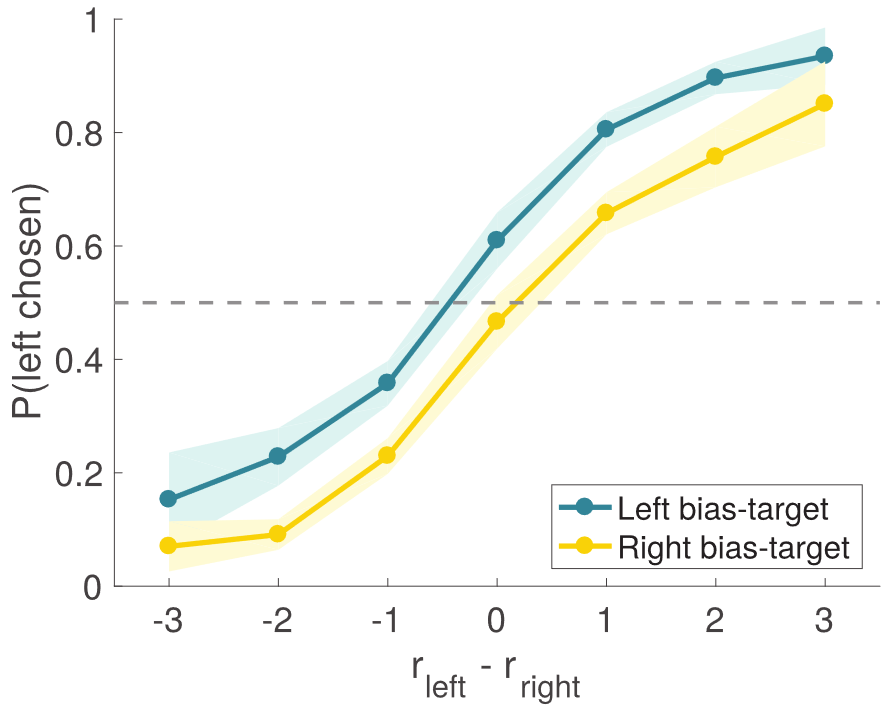 1
0.8
0.6
0.4
0.2
0
P(left chosen)
-3 -2 -1 0 1 2 3
r_left - r_right
Left bias-target
Right bias-target